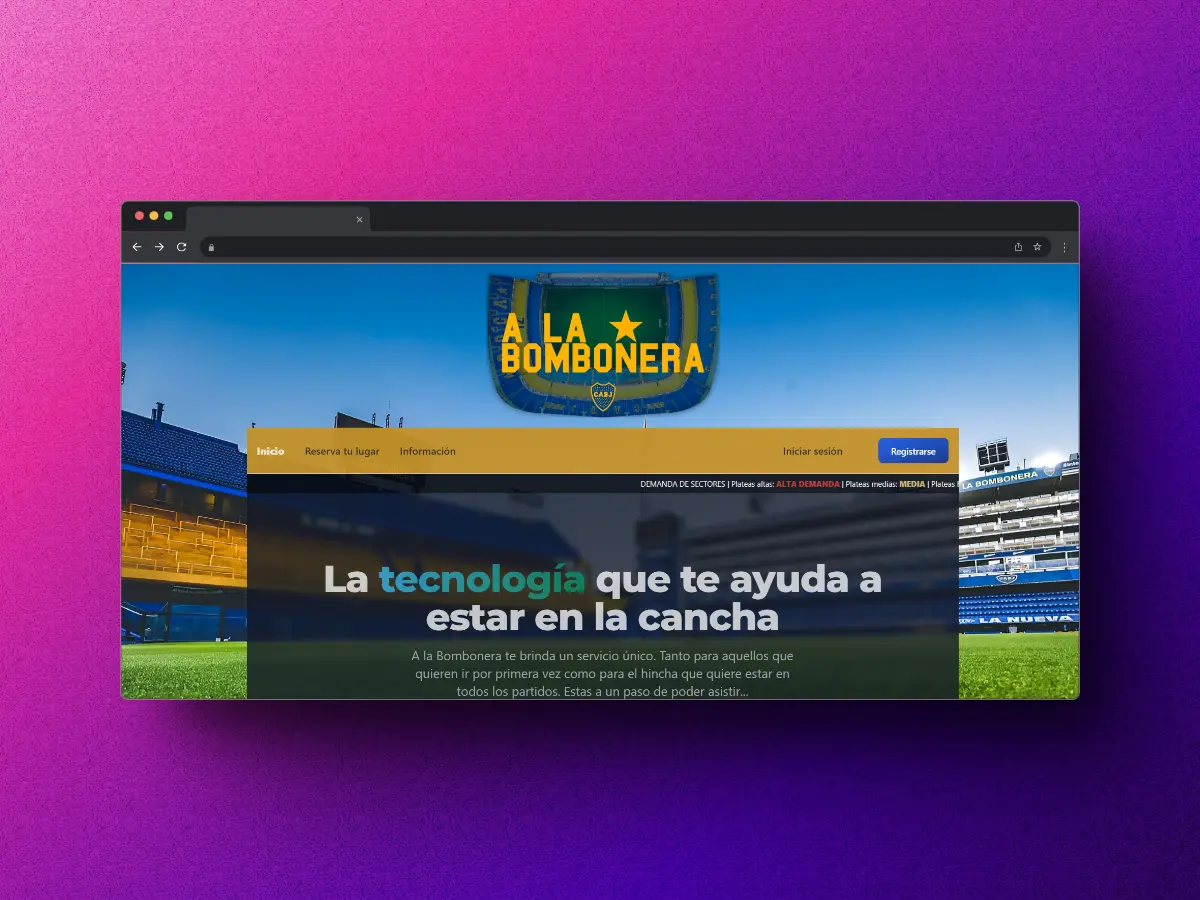 A LA
BOMBONERA
CABJ
Inicio
Reserva tu lugar
Información
Iniciar sesión
Registrarse
DEMANDA DE SECTORES | Plateas altas: ALTA DEMANDA | Plateas medias: MEDIA | Plateas
LA BOMBONERA
La tecnología que te ayuda a
estar en la cancha
LA NUEVA
A la Bombonera te brinda un servicio único. Tanto para aquellos que
quieren ir por primera vez como para el hincha que quiere estar en
todos los partidos. Estas a un paso de poder asistir...